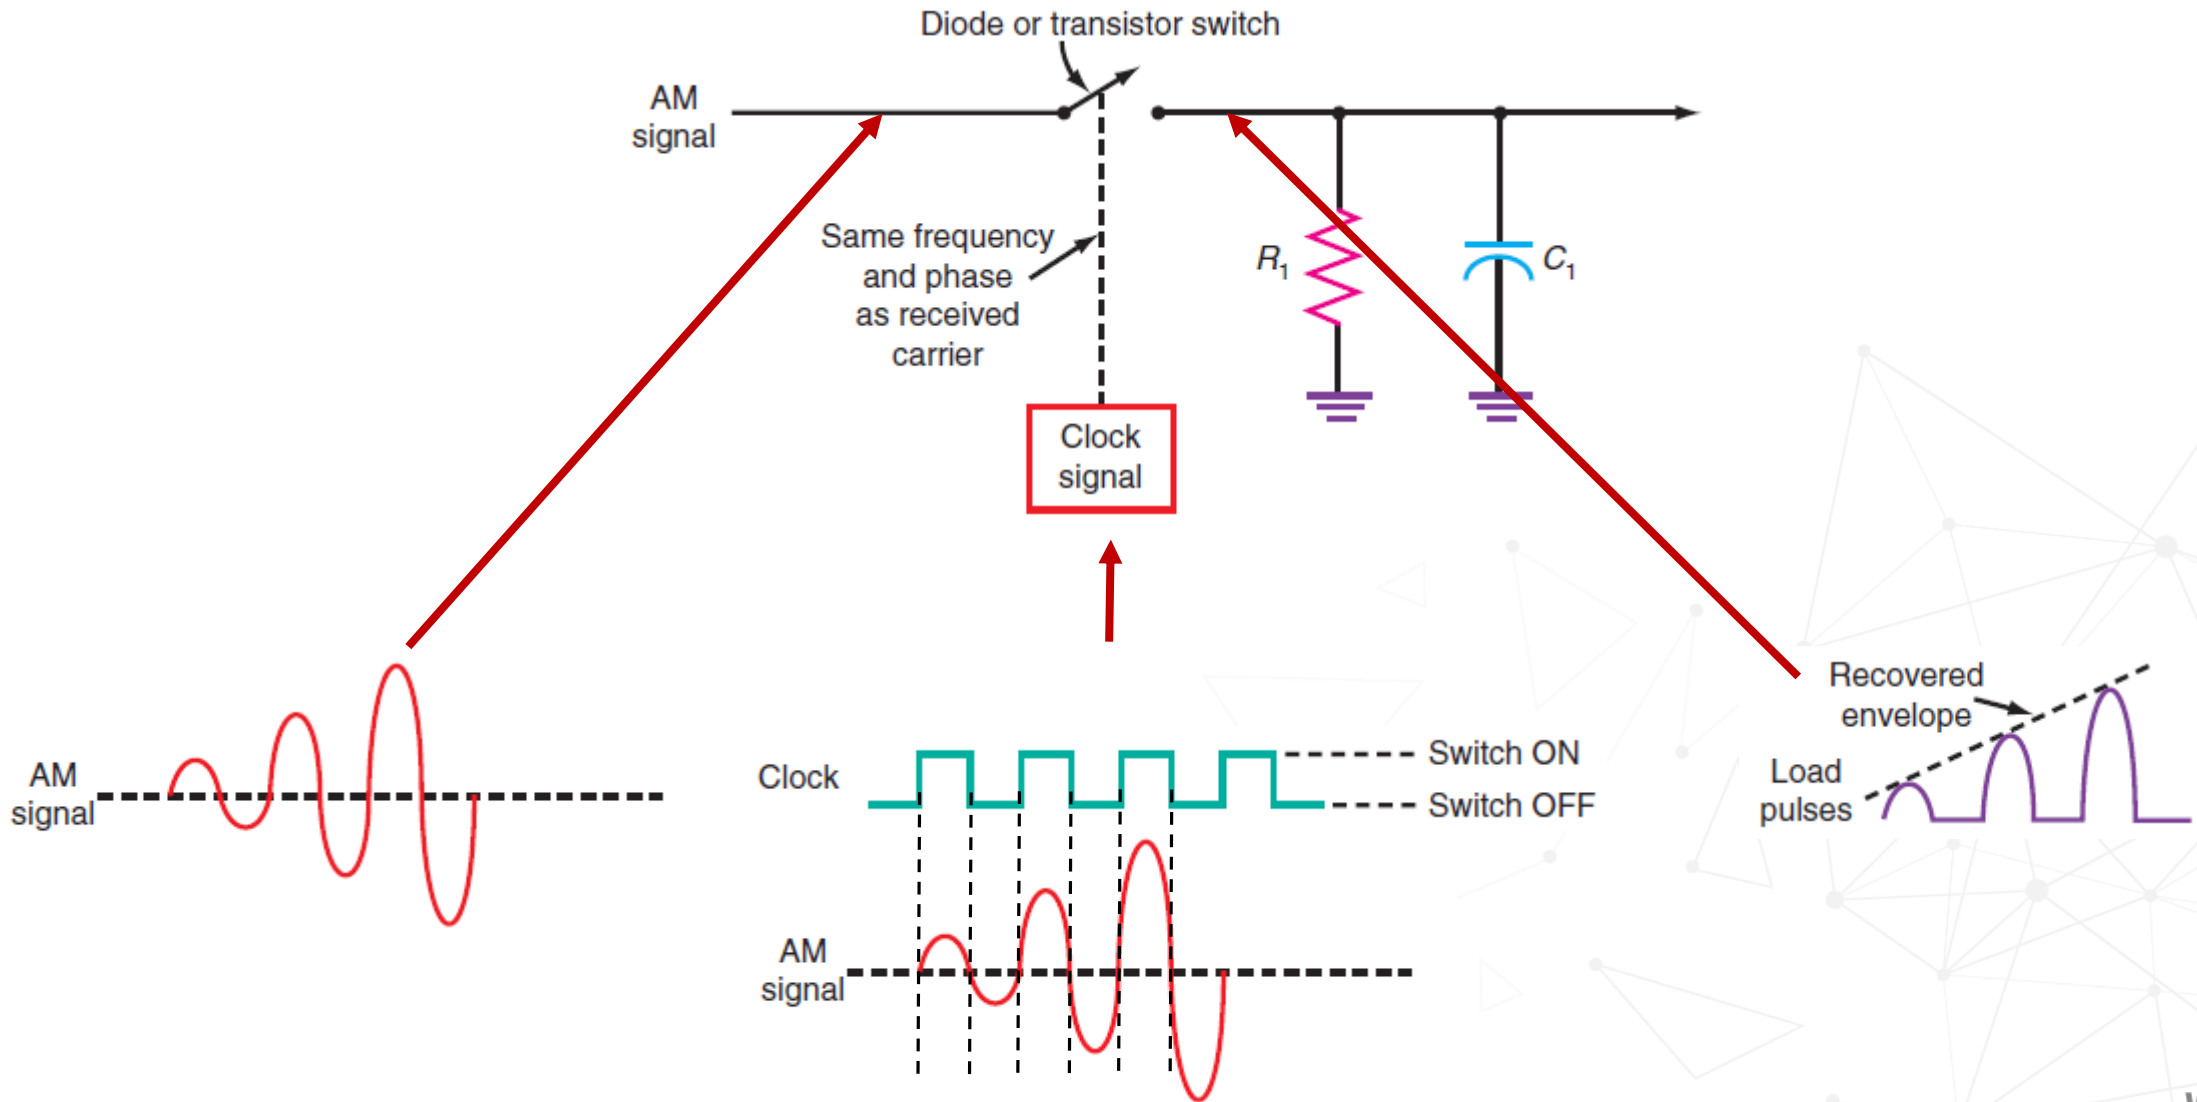 Diode or transistor switch
AM
signal
Same frequency
and phase
as received
carrier
R1
C1
Clock
signal
AM
signal
Clock
Switch ON
Switch OFF
AM
signal
Recovered
envelope
Load
pulses